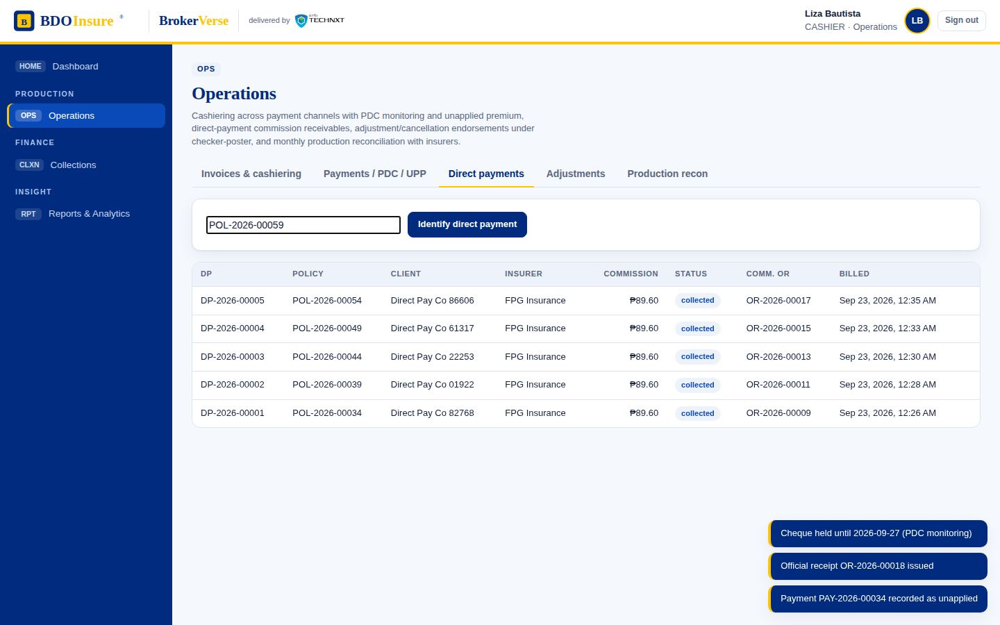 B BDOInsure ®
BrokerVerse
delivered by
TECHNXT
Liza Bautista
CASHIER · Operations
LB
Sign out
HOME Dashboard
PRODUCTION
OPS Operations
FINANCE
CLXN Collections
INSIGHT
RPT Reports & Analytics
OPS
Operations
Cashiering across payment channels with PDC monitoring and unapplied premium,
direct-payment commission receivables, adjustment/cancellation endorsements under
checker-poster, and monthly production reconciliation with insurers.
Invoices & cashiering Payments / PDC / UPP Direct payments Adjustments Production recon
POL-2026-00059 Identify direct payment
DP POLICY CLIENT INSURER COMMISSION STATUS COMM. OR BILLED
DP-2026-00005 POL-2026-00054 Direct Pay Co 86606 FPG Insurance ₱89.60 collected OR-2026-00017 Sep 23, 2026, 12:35 AM
DP-2026-00004 POL-2026-00049 Direct Pay Co 61317 FPG Insurance ₱89.60 collected OR-2026-00015 Sep 23, 2026, 12:33 AM
DP-2026-00003 POL-2026-00044 Direct Pay Co 22253 FPG Insurance ₱89.60 collected OR-2026-00013 Sep 23, 2026, 12:30 AM
DP-2026-00002 POL-2026-00039 Direct Pay Co 01922 FPG Insurance ₱89.60 collected OR-2026-00011 Sep 23, 2026, 12:28 AM
DP-2026-00001 POL-2026-00034 Direct Pay Co 82768 FPG Insurance ₱89.60 collected OR-2026-00009 Sep 23, 2026, 12:26 AM
Cheque held until 2026-09-27 (PDC monitoring)
Official receipt OR-2026-00018 issued
Payment PAY-2026-00034 recorded as unapplied